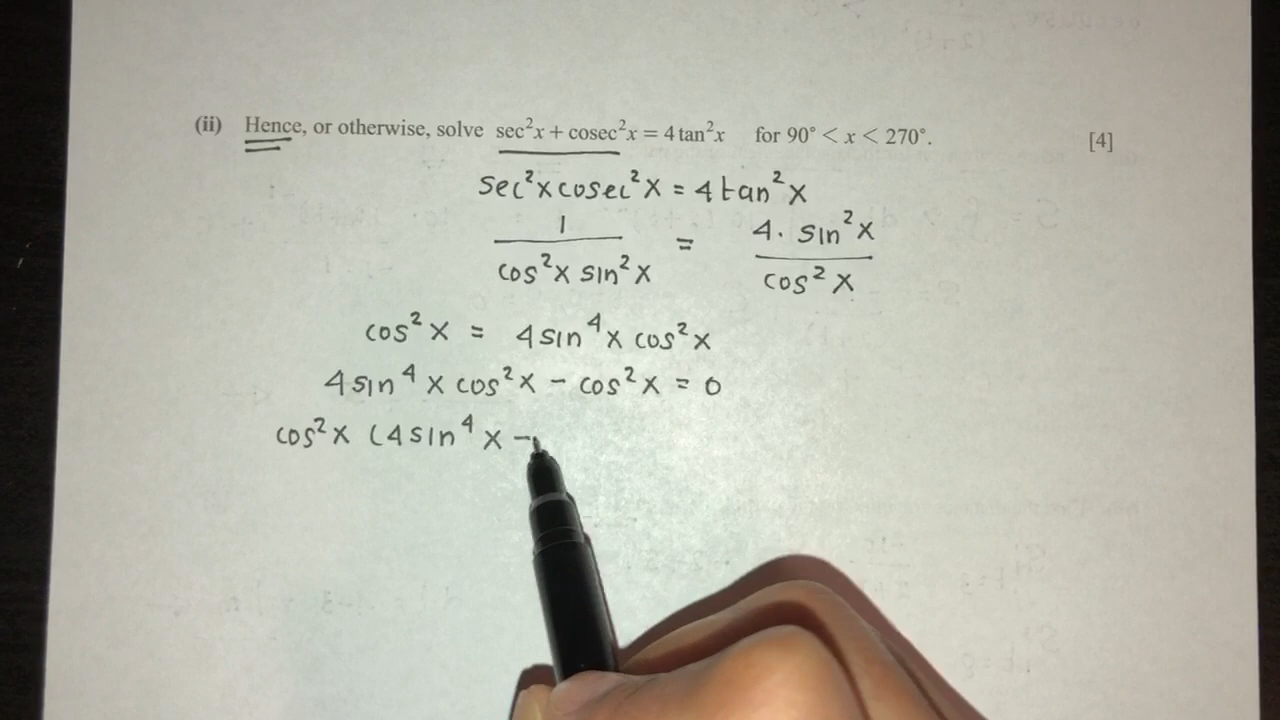 (ii) Hence, or otherwise, solve sec²x + cosec²x = 4 tan²x for 90° < x < 270°. [4]
sec²x cosec²x = 4 tan²x
1 / cos²x sin²x = 4. sin²x / cos²x
cos²x = 4 sin⁴x cos²x
4 sin⁴x cos²x - cos²x = 0
cos²x (4 sin⁴x -